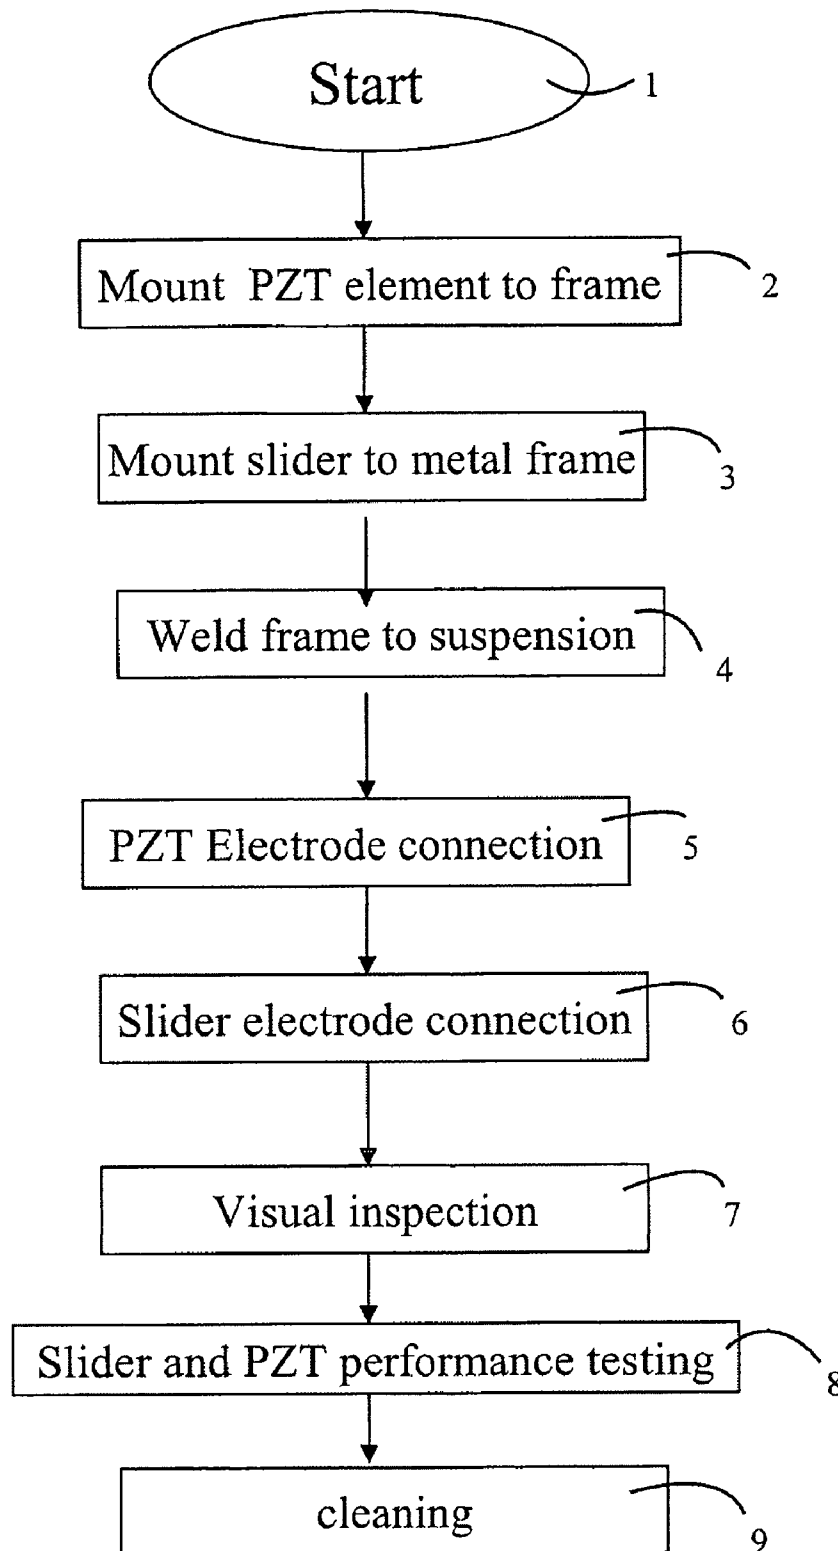 Start
1
Mount PZT element to frame
2
Mount slider to metal frame
3
Weld frame to suspension
4
PZT Electrode connection
5
Slider electrode connection
6
Visual inspection
7
Slider and PZT performance testing
8
cleaning
9